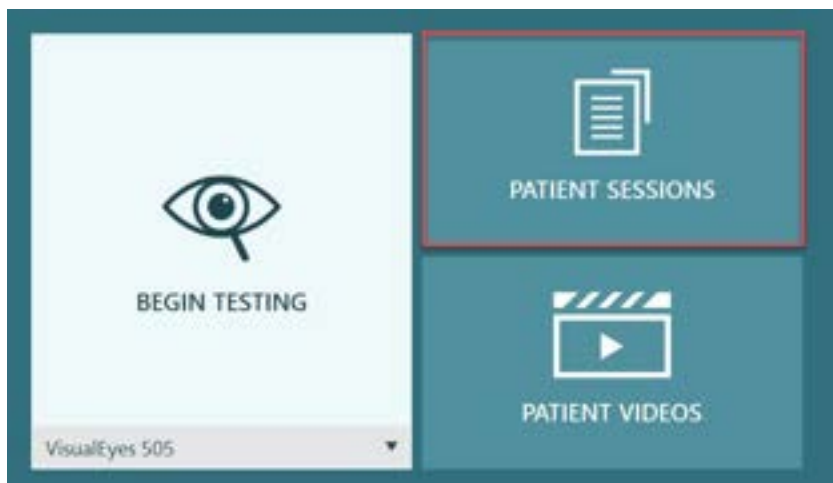 BEGIN TESTING
VisualEyes 505
PATIENT SESSIONS
PATIENT VIDEOS